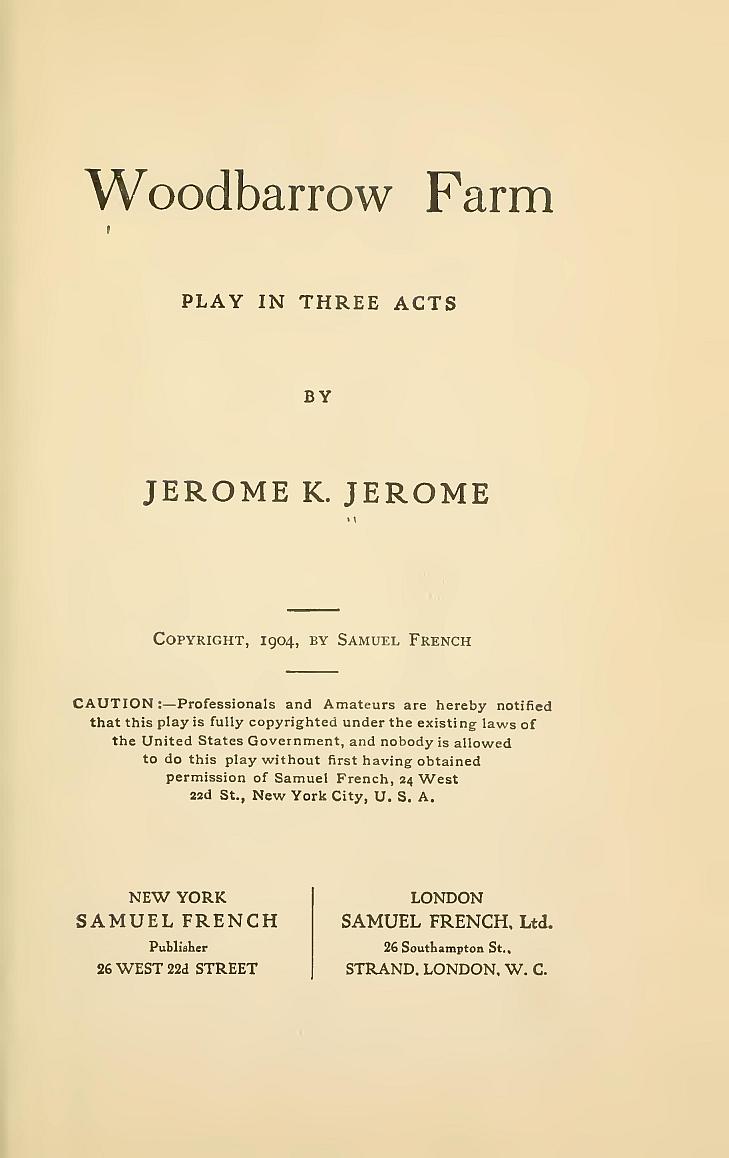 Woodbarrow Farm
PLAY IN THREE ACTS
BY
JEROME K. JEROME
COPYRIGHT, 1904, BY SAMUEL FRENCH
CAUTION:—Professionals and Amateurs are hereby notified
that this play is fully copyrighted under the existing laws of
the United States Government, and nobody is allowed
to do this play without first having obtained
permission of Samuel French, 24 West
22d St., New York City, U. S. A.
NEW YORK
SAMUEL FRENCH
Publisher
26 WEST 22d STREET
LONDON
SAMUEL FRENCH, Ltd.
26 Southampton St.,
STRAND, LONDON, W. C.